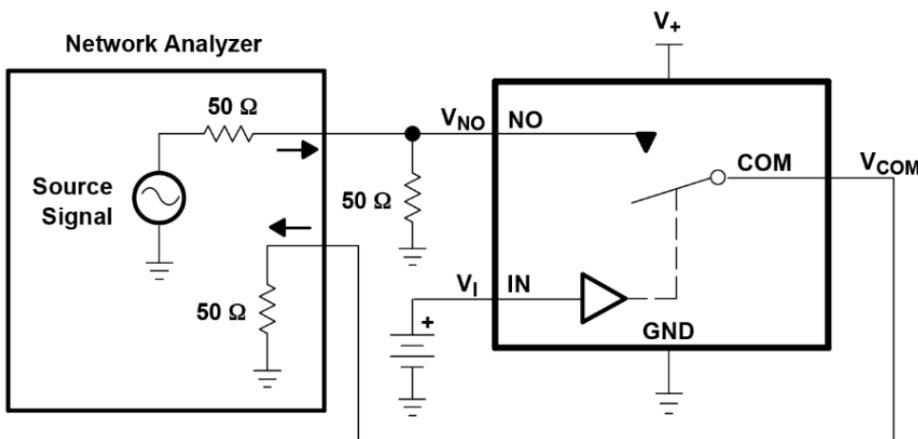 V+
Network Analyzer
50 Ω
VNO NO
COM VCOM
Source
Signal
50 Ω
50 Ω
VI IN
+
GND